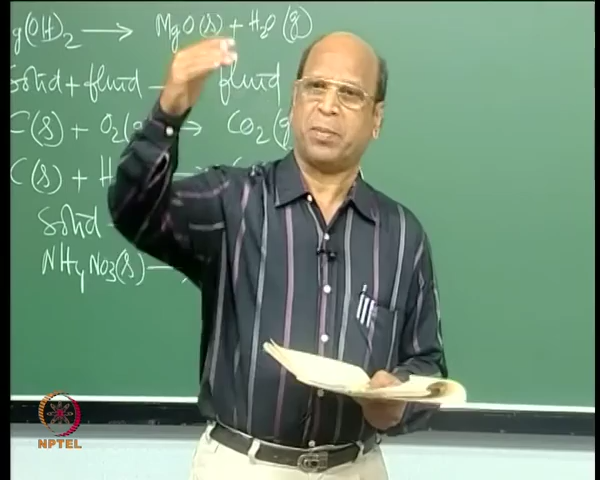 g(OH)₂ → MgO(s) + H₂O (g)
Solid + fluid → fluid
C(s) + O₂(g → CO₂(g
C(s) + H
Solid
NH₄NO₃(s) →
NPTEL